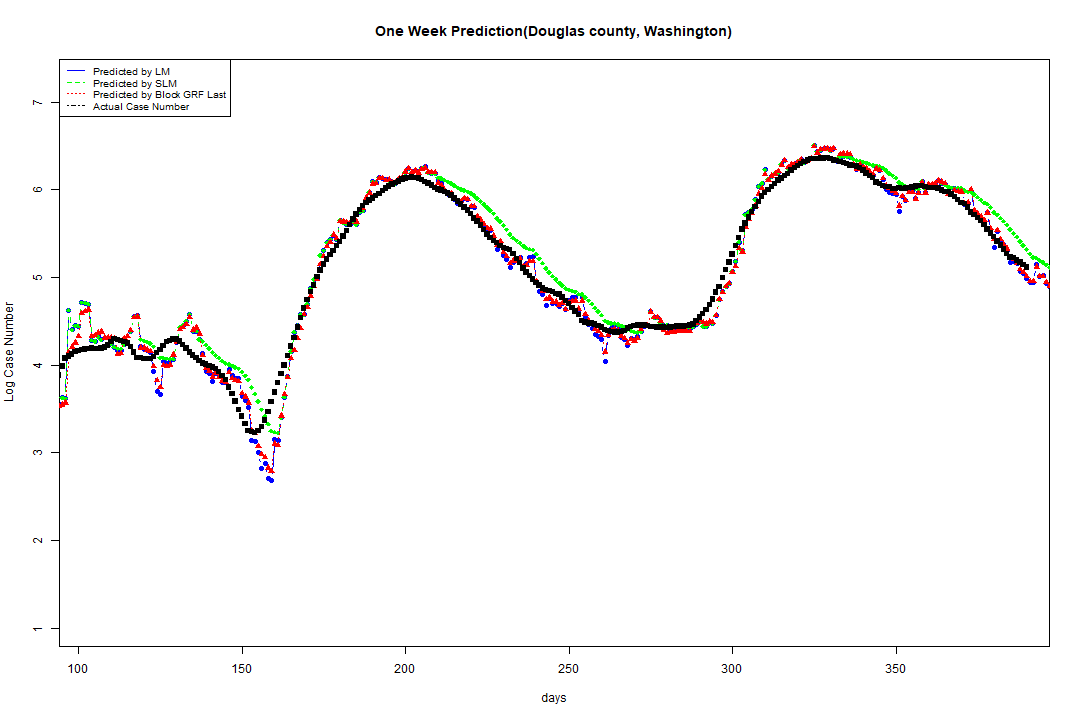 One Week Prediction(Douglas county, Washington)
Predicted by LM
Predicted by SLM
Predicted by Block GRF Last
Actual Case Number
7
6
5
4
3
2
1
Log Case Number
100 150 200 250 300 350
days